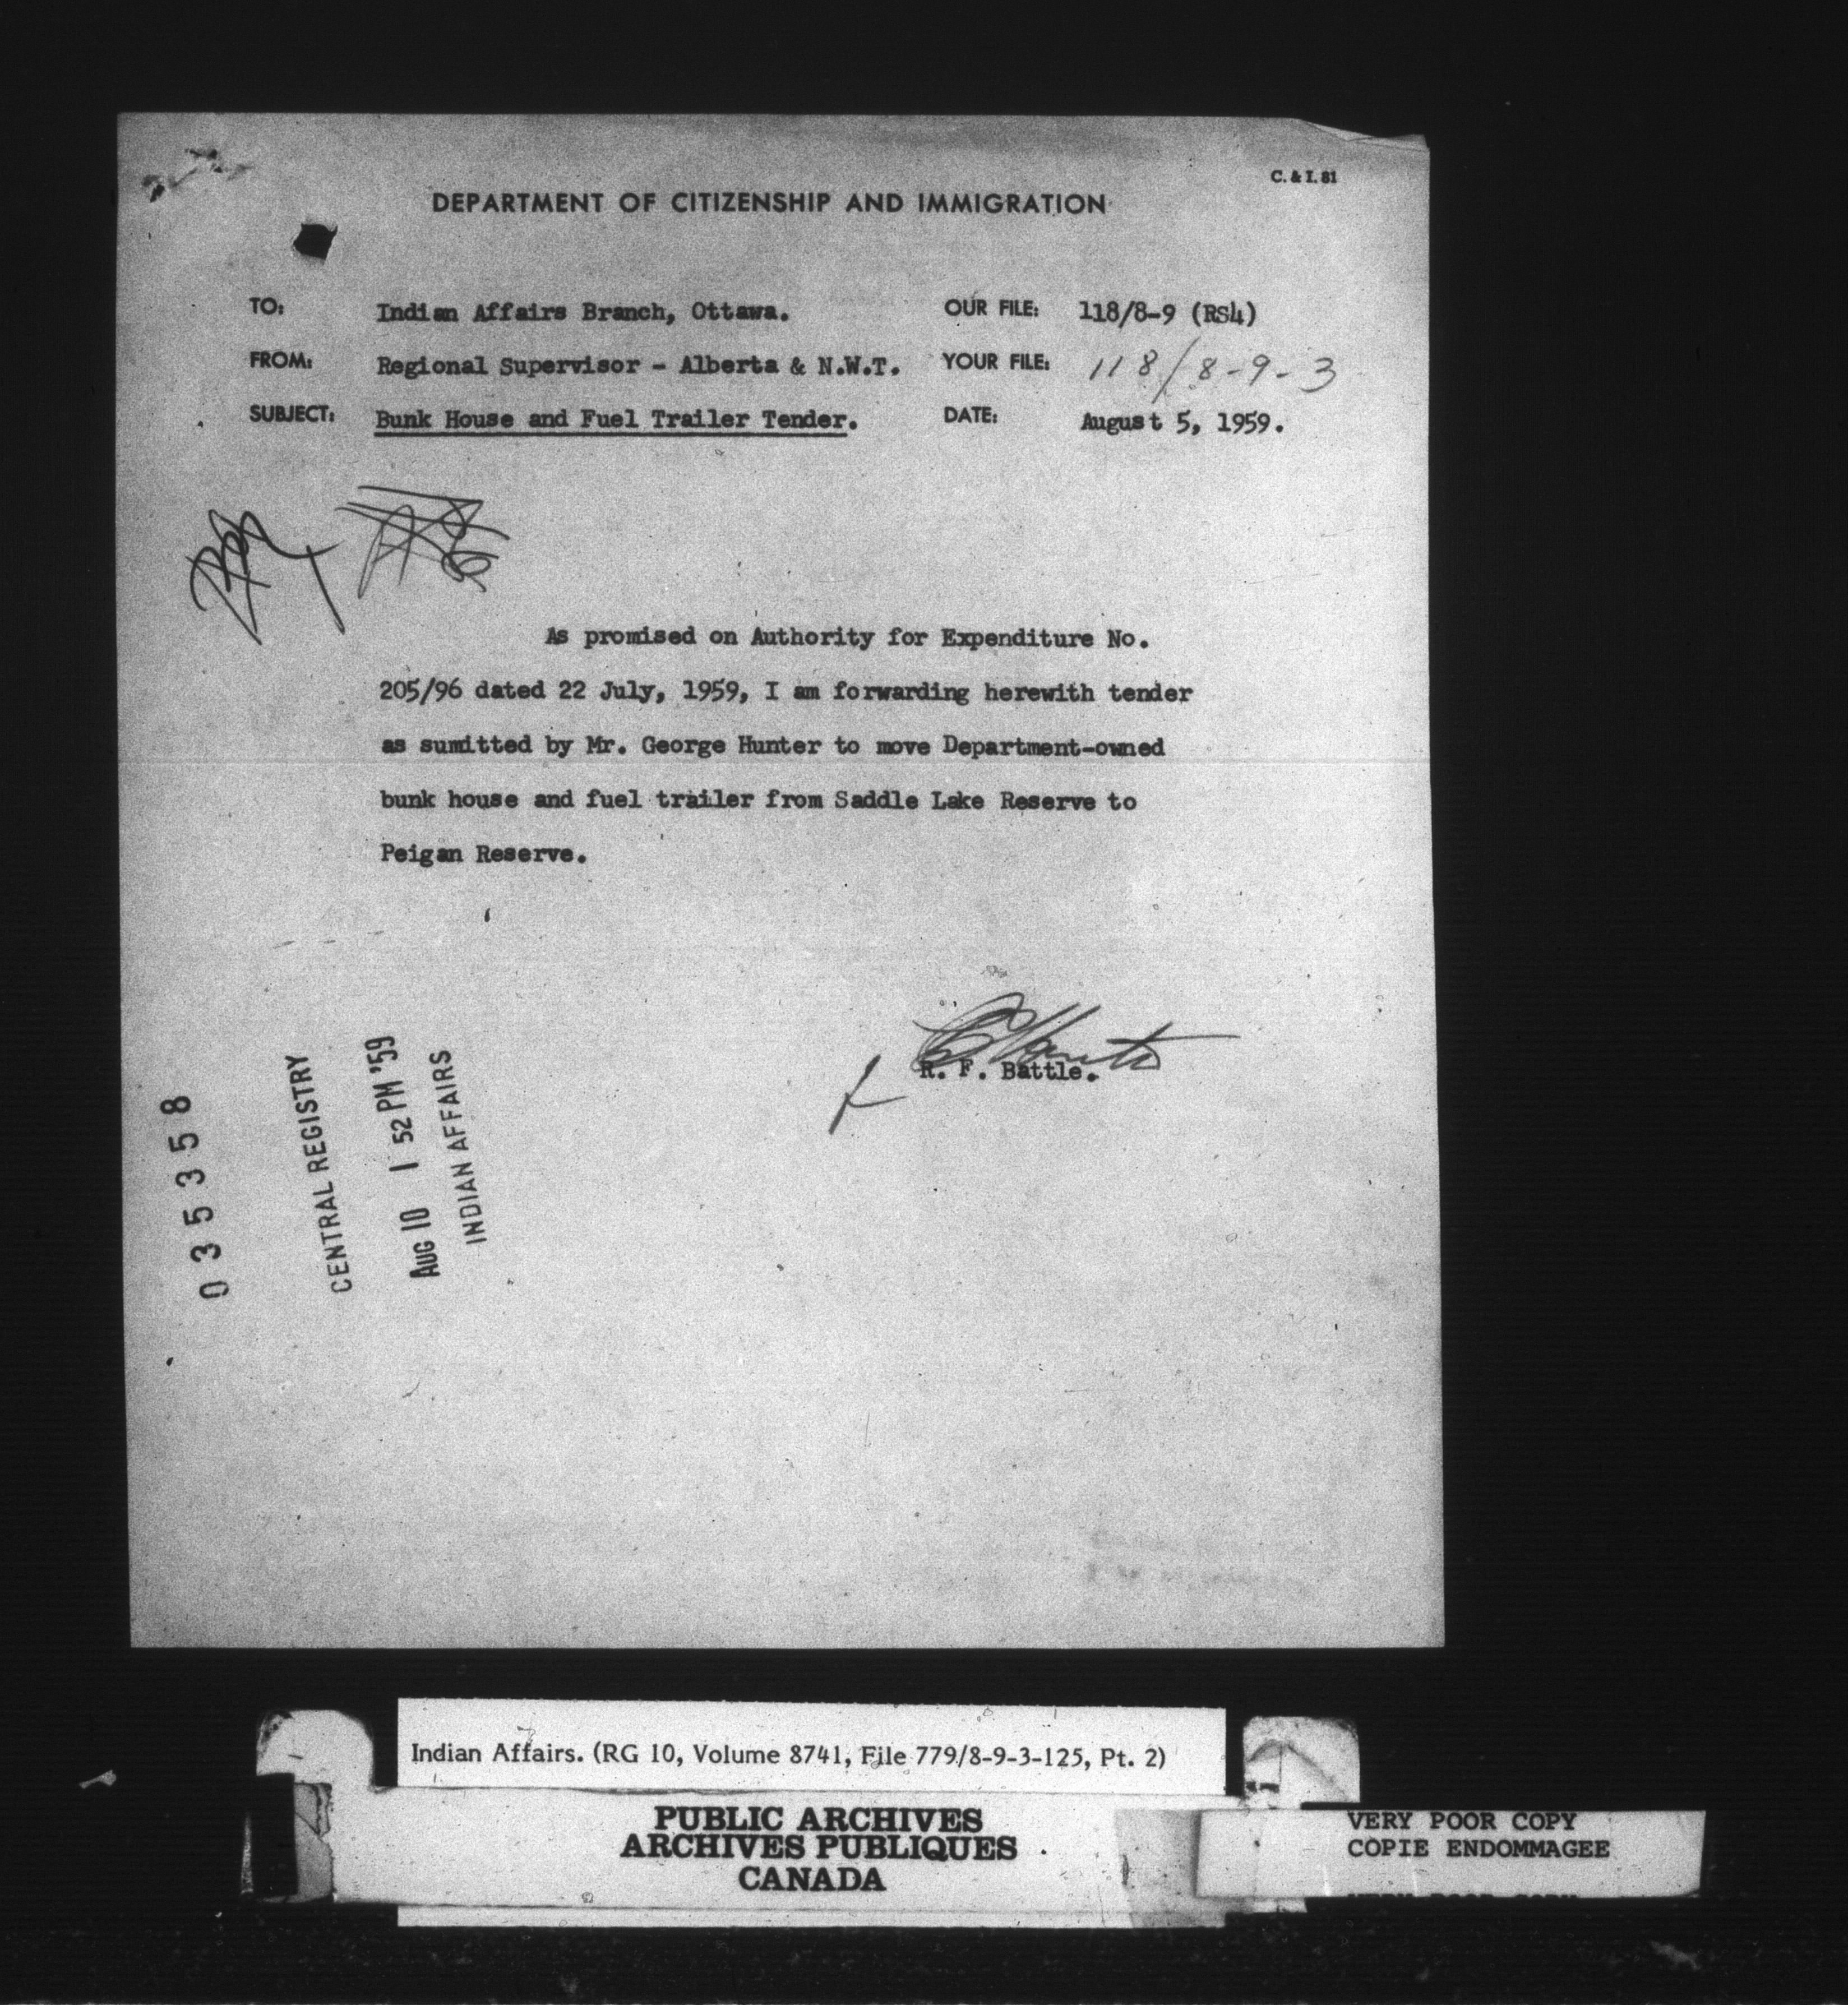 C. & I. 81
DEPARTMENT OF CITIZENSHIP AND IMMIGRATION
TO: Indian Affairs Branch, Ottawa. OUR FILE: 118/8-9 (RS4)
FROM: Regional Supervisor - Alberta & N.W.T. YOUR FILE: 118/8-9-3
SUBJECT: Bunk House and Fuel Trailer Tender. DATE: August 5, 1959.
As promised on Authority for Expenditure No.
205/96 dated 22 July, 1959, I am forwarding herewith tender
as sumitted by Mr. George Hunter to move Department-owned
bunk house and fuel trailer from Saddle Lake Reserve to
Peigan Reserve.
R. F. Battle.
035358
CENTRAL REGISTRY
AUG 10 1 52 PM '59
INDIAN AFFAIRS
Indian Affairs. (RG 10, Volume 8741, File 779/8-9-3-125, Pt. 2)
PUBLIC ARCHIVES
ARCHIVES PUBLIQUES
CANADA
VERY POOR COPY
COPIE ENDOMMAGEE